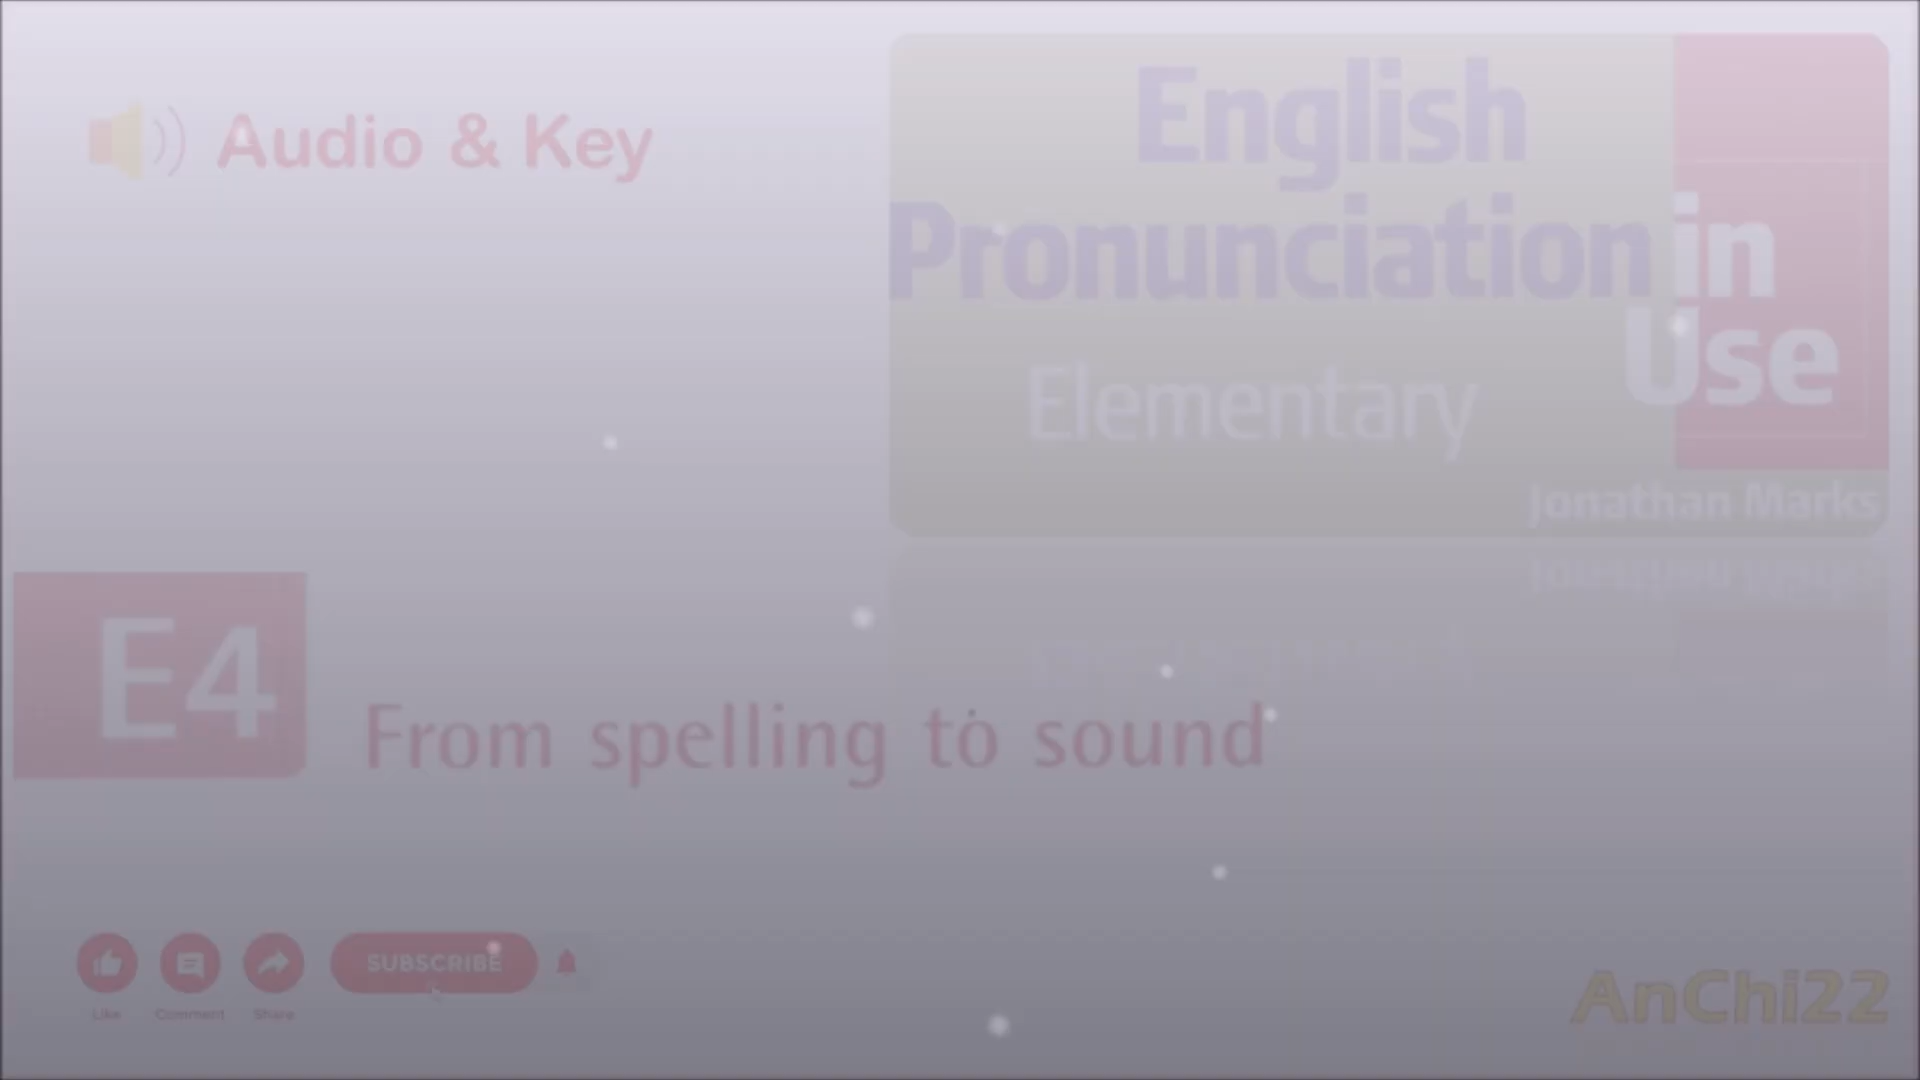 Audio & Key
English
Pronunciation in
Use
Elementary
Jonathan Marks
E4
From spelling to sound
SUBSCRIBE
Like
Comment
Share
AnChi22